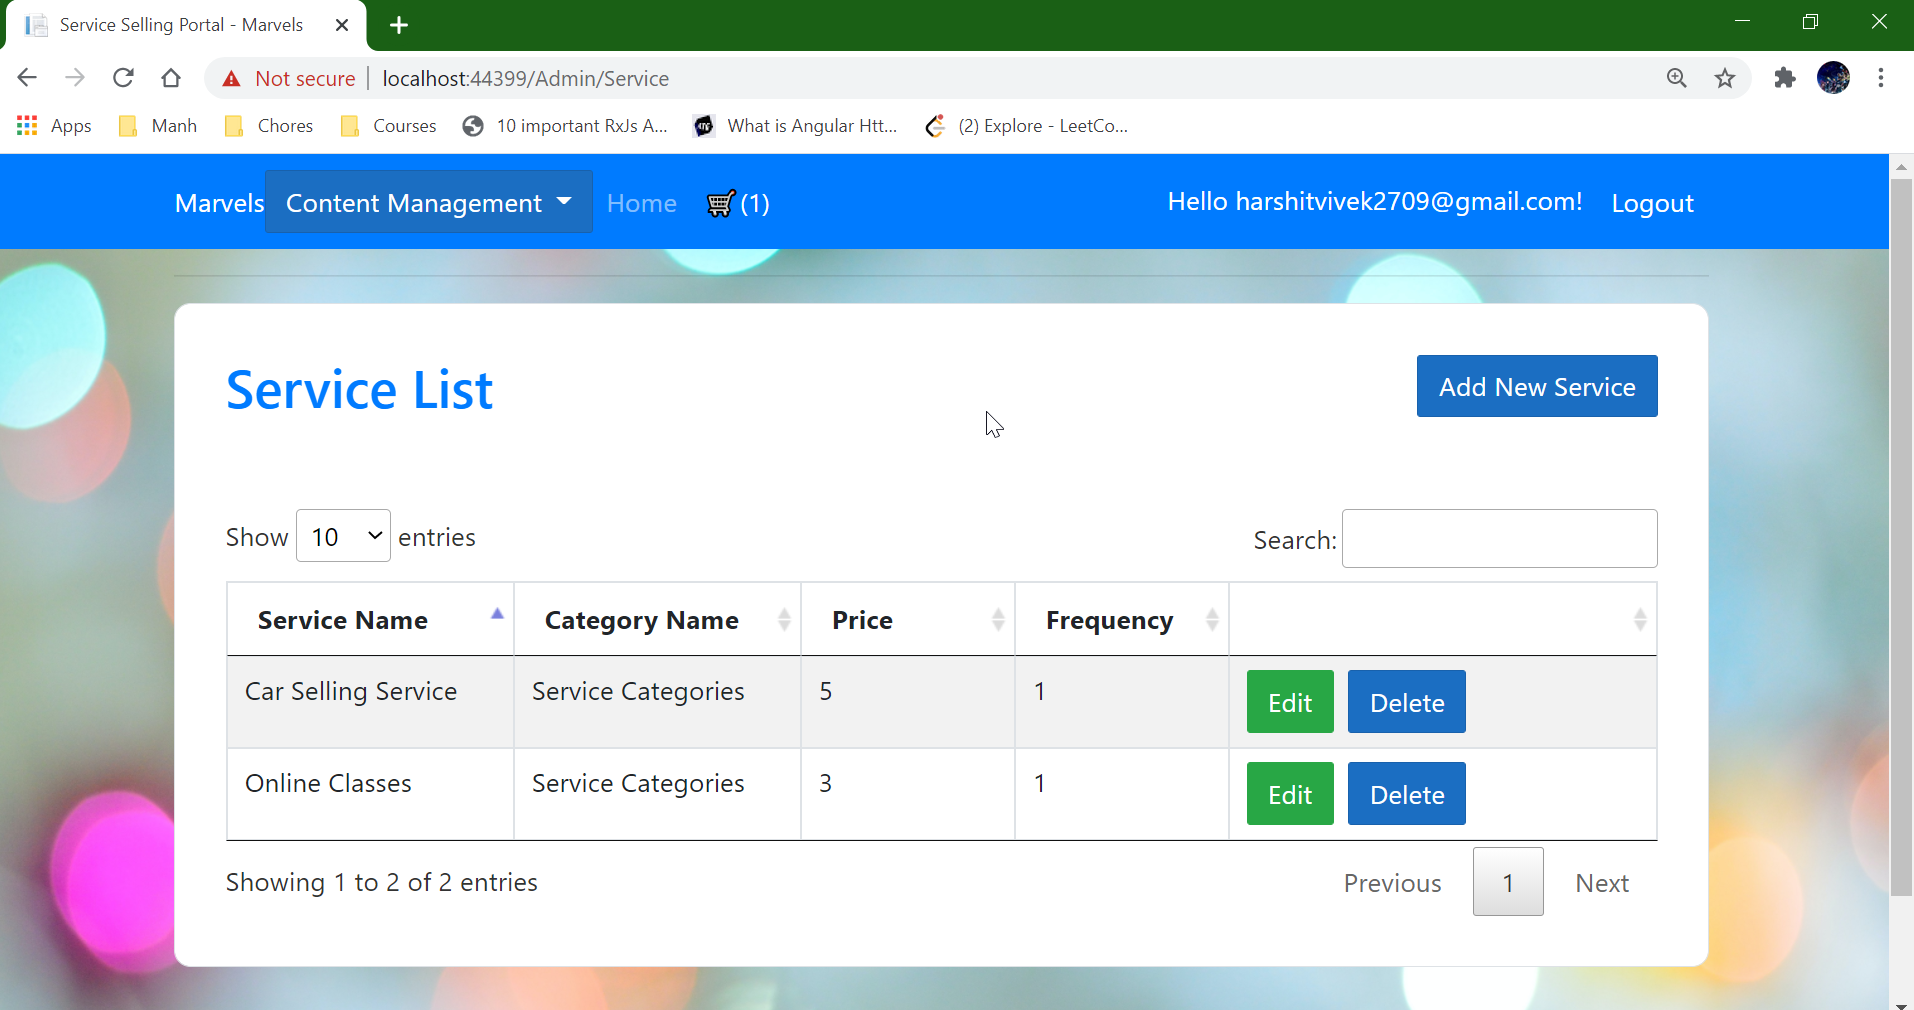 Service Selling Portal - Marvels
Not secure localhost:44399/Admin/Service
Apps Manh Chores Courses 10 important RxJs A... What is Angular Htt... (2) Explore - LeetCo...
Marvels Content Management Home (1) Hello harshitvivek2709@gmail.com! Logout
Service List Add New Service
Show 10 entries Search:
Service Name Category Name Price Frequency
Car Selling Service Service Categories 5 1 Edit Delete
Online Classes Service Categories 3 1 Edit Delete
Showing 1 to 2 of 2 entries Previous 1 Next